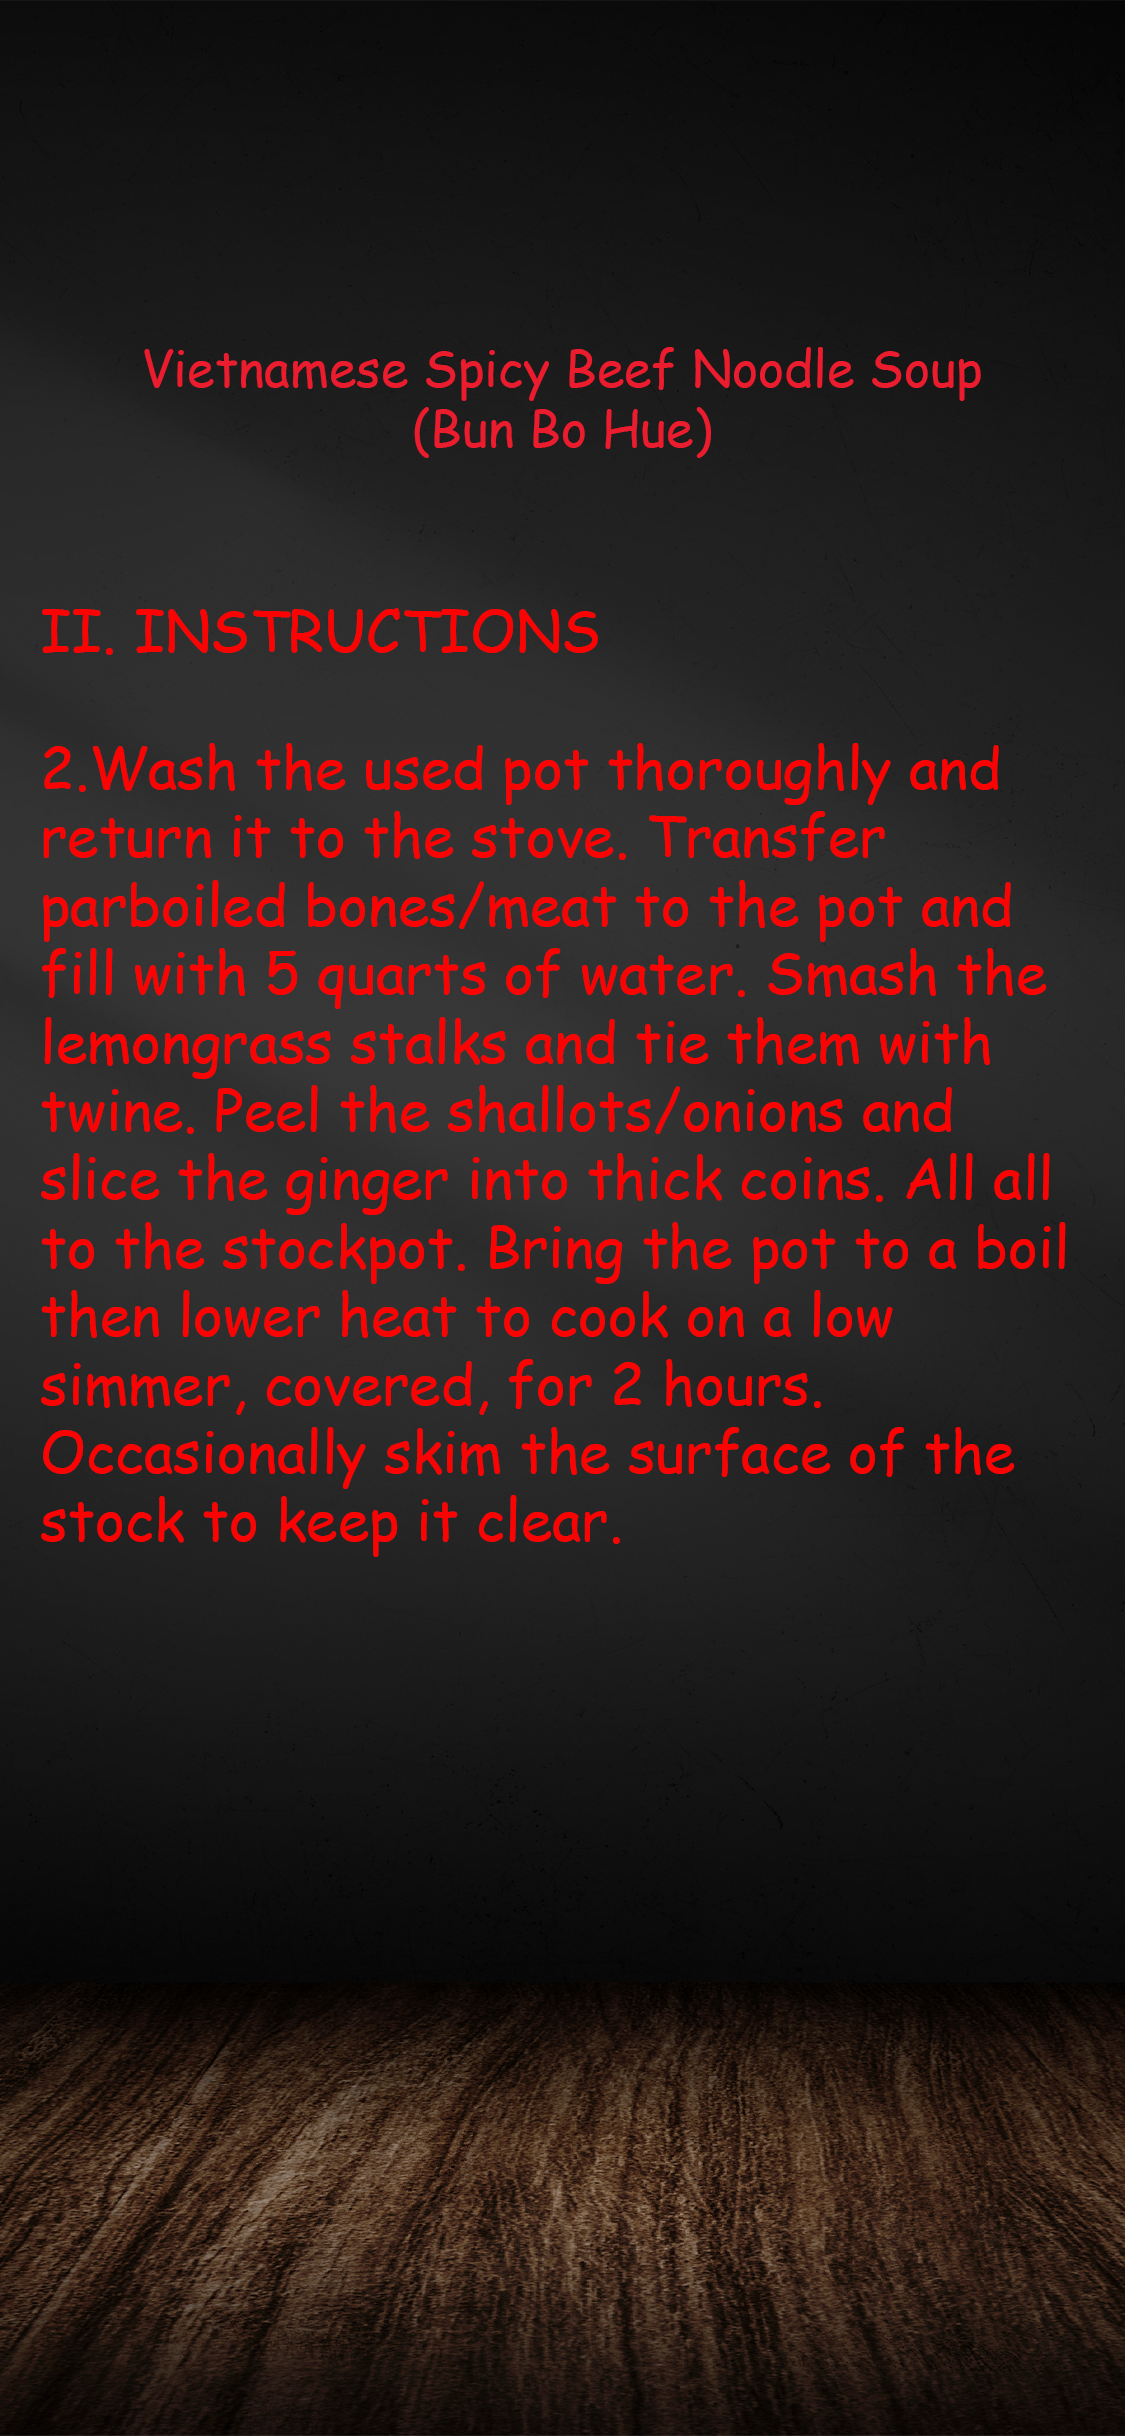 Vietnamese Spicy Beef Noodle Soup
(Bun Bo Hue)
II. INSTRUCTIONS
2.Wash the used pot thoroughly and
return it to the stove. Transfer
parboiled bones/meat to the pot and
fill with 5 quarts of water. Smash the
lemongrass stalks and tie them with
twine. Peel the shallots/onions and
slice the ginger into thick coins. All all
to the stockpot. Bring the pot to a boil
then lower heat to cook on a low
simmer, covered, for 2 hours.
Occasionally skim the surface of the
stock to keep it clear.